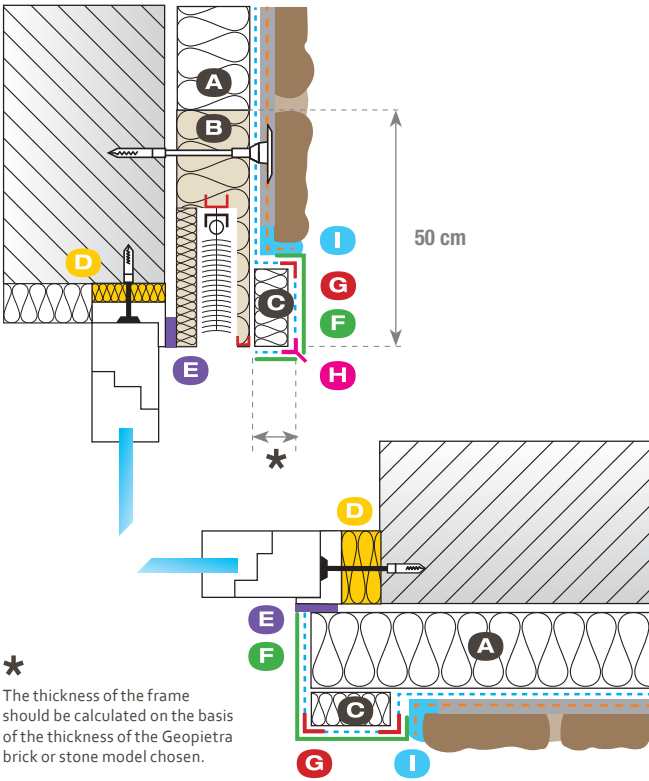 A
B
D
I
50 cm
G
C
F
E
H
*
D
E
F
A
*
The thickness of the frame
should be calculated on the basis
of the thickness of the Geopietra
brick or stone model chosen.
C
G
I